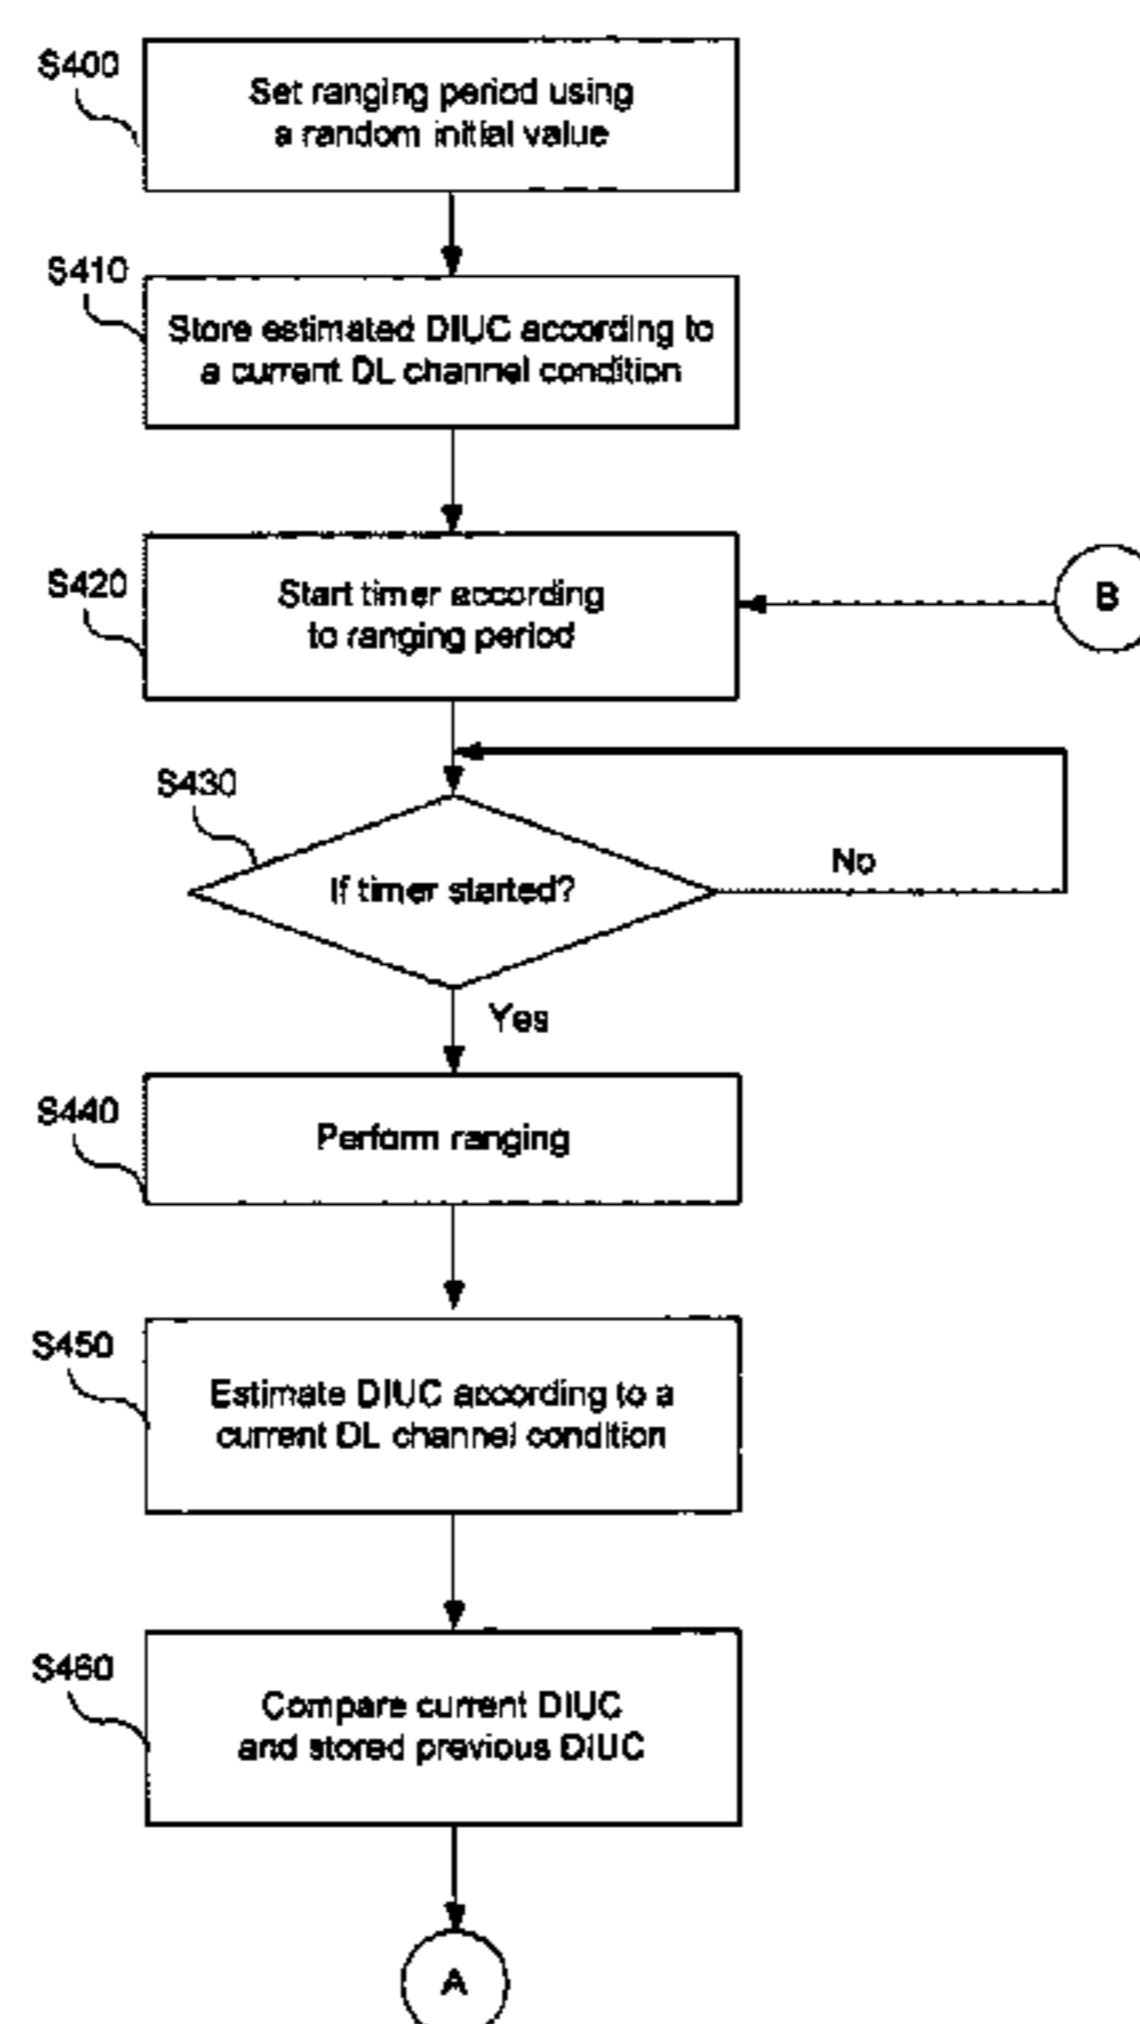 S400
Set ranging period using
a random initial value
S410
Store estimated DIUC according to
a current DL channel condition
S420
Start timer according
to ranging period
B
S430
If timer started?
No
Yes
S440
Perform ranging
S450
Estimate DIUC according to a
current DL channel condition
S460
Compare current DIUC
and stored previous DIUC
A